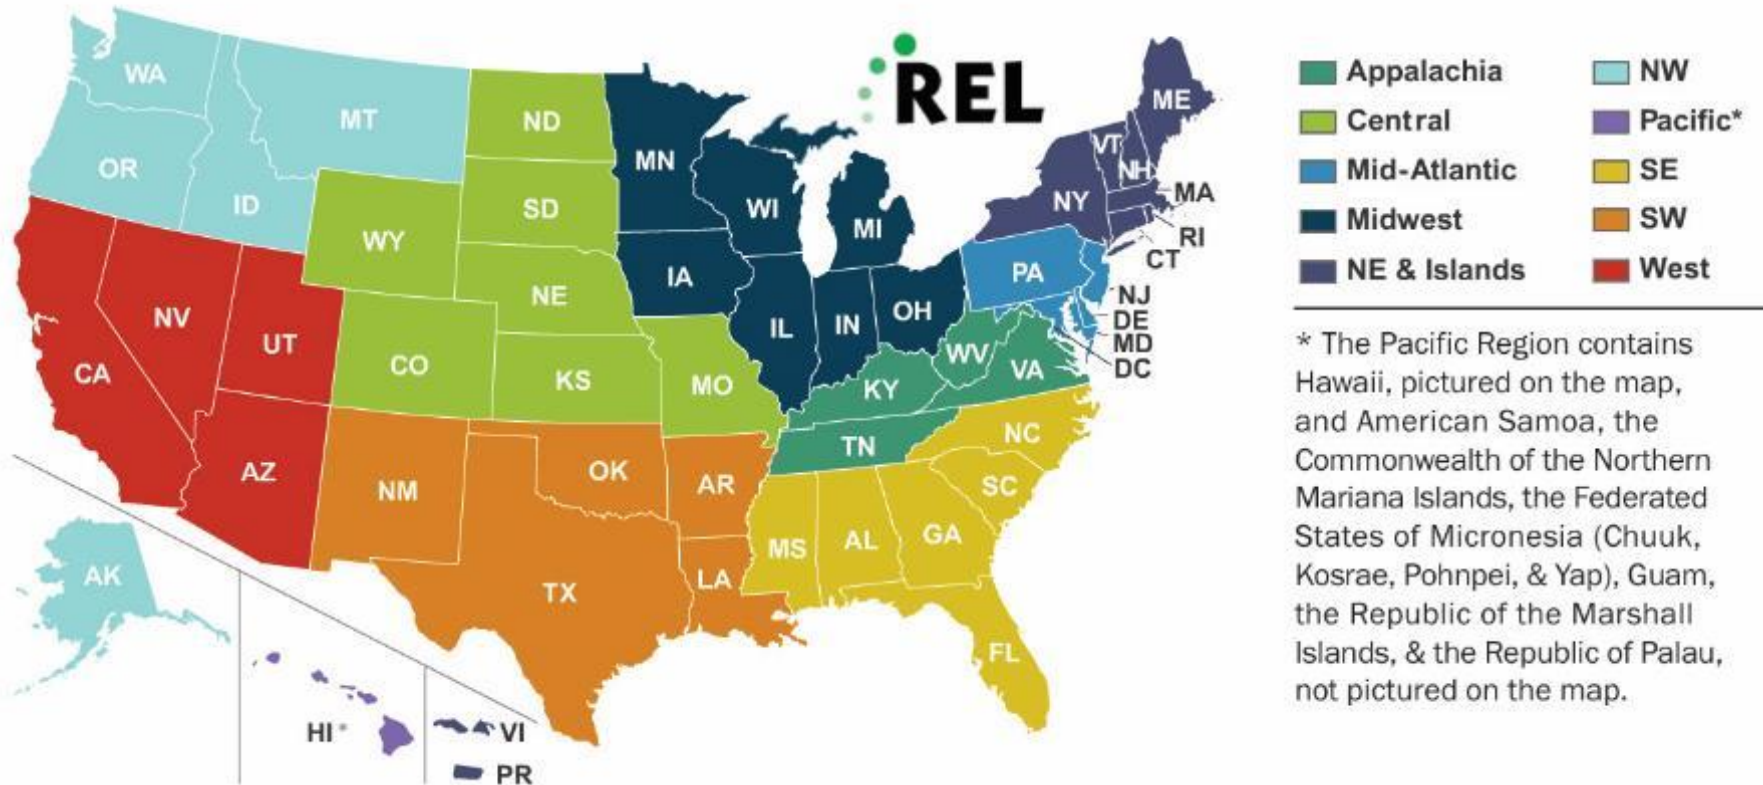 REL
WA
MT
ND
MN
ME
VT
NH
OR
ID
SD
WI
MI
NY
MA
RI
CT
WY
IA
PA
NV
UT
NE
IL
IN
OH
NJ
DE
MD
DC
CA
CO
KS
MO
WV
KY
VA
TN
NC
AZ
NM
OK
AR
SC
MS
AL
GA
AK
TX
LA
FL
HI*
VI
PR
Appalachia
Central
Mid-Atlantic
Midwest
NE & Islands
NW
Pacific*
SE
SW
West
* The Pacific Region contains
Hawaii, pictured on the map,
and American Samoa, the
Commonwealth of the Northern
Mariana Islands, the Federated
States of Micronesia (Chuuk,
Kosrae, Pohnpei, & Yap), Guam,
the Republic of the Marshall
Islands, & the Republic of Palau,
not pictured on the map.